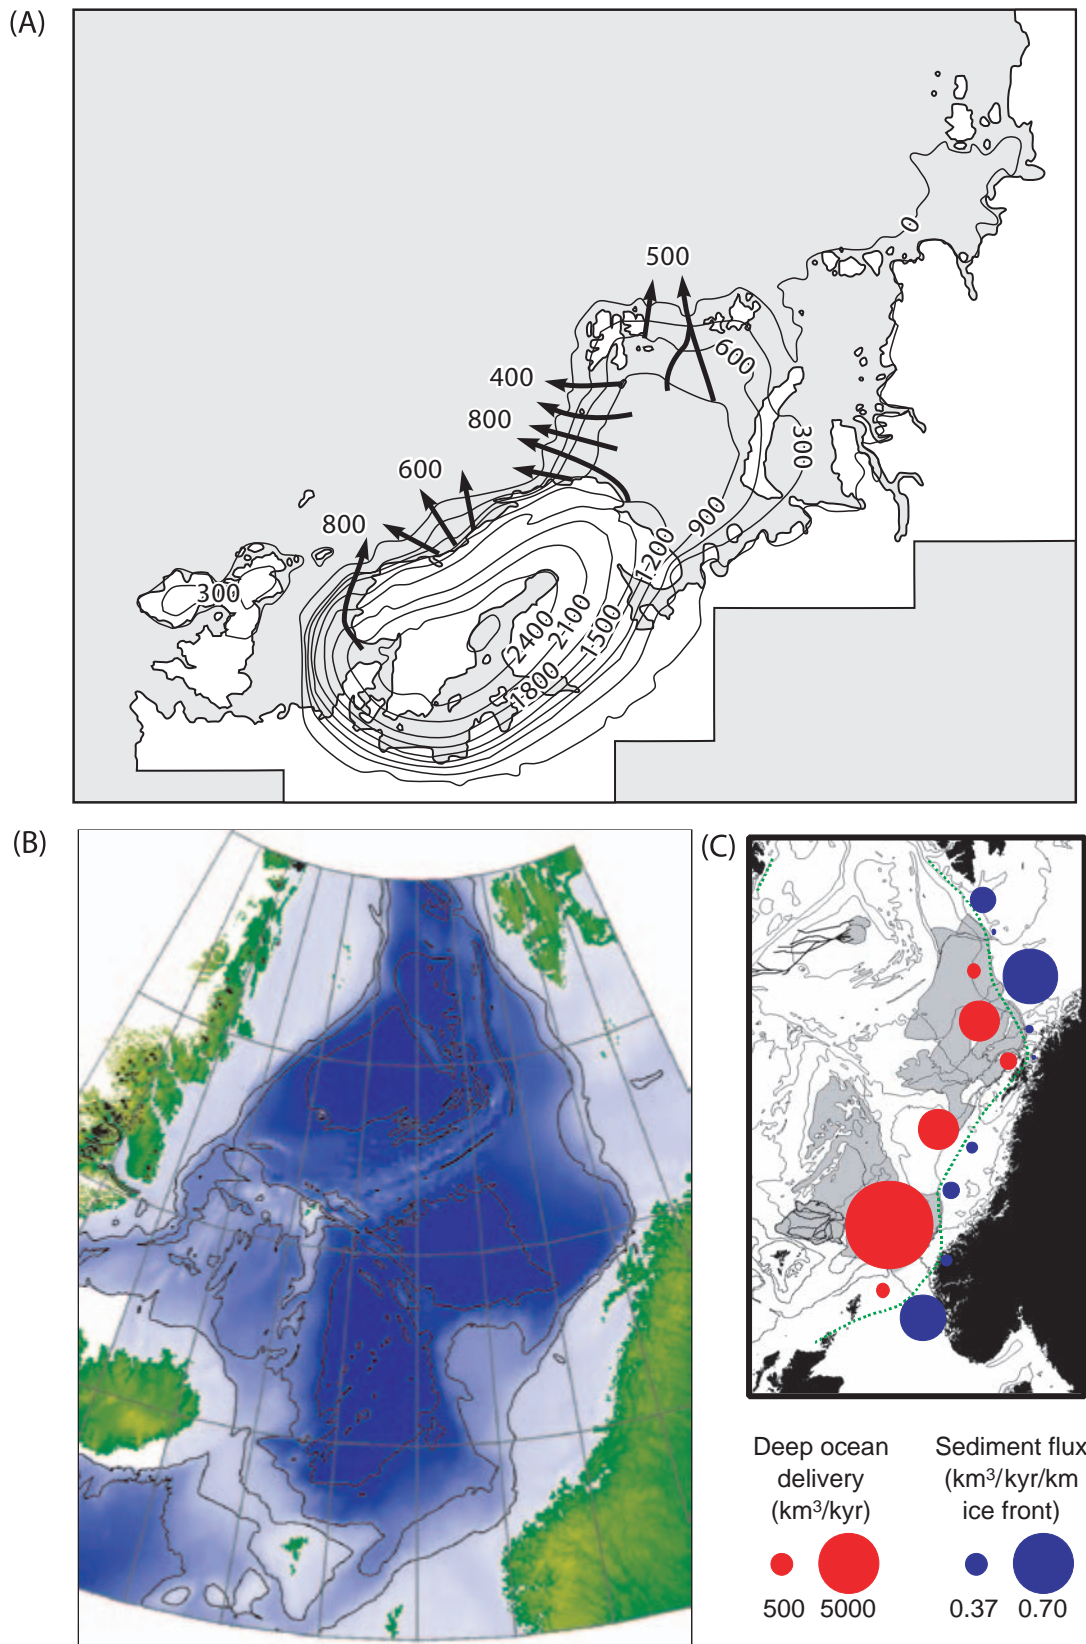 (A)
500
0
600
400
800
300
600
900
800
1200
300
2400
2100
1500
1800
(B)
(C)
Deep ocean
delivery
(km³/kyr)
500 5000
Sediment flux
(km³/kyr/km
ice front)
0.37 0.70